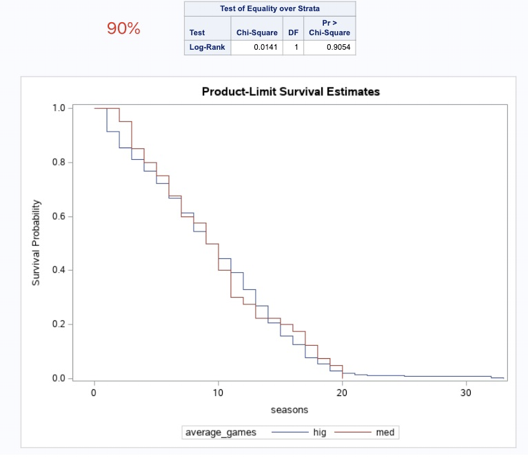 90%
Test of Equality over Strata
Test Chi-Square DF Pr > Chi-Square
Log-Rank 0.0141 1 0.9054
Product-Limit Survival Estimates
1.0
0.8
0.6
0.4
0.2
0.0
Survival Probability
0 10 20 30
seasons
average_games hig med